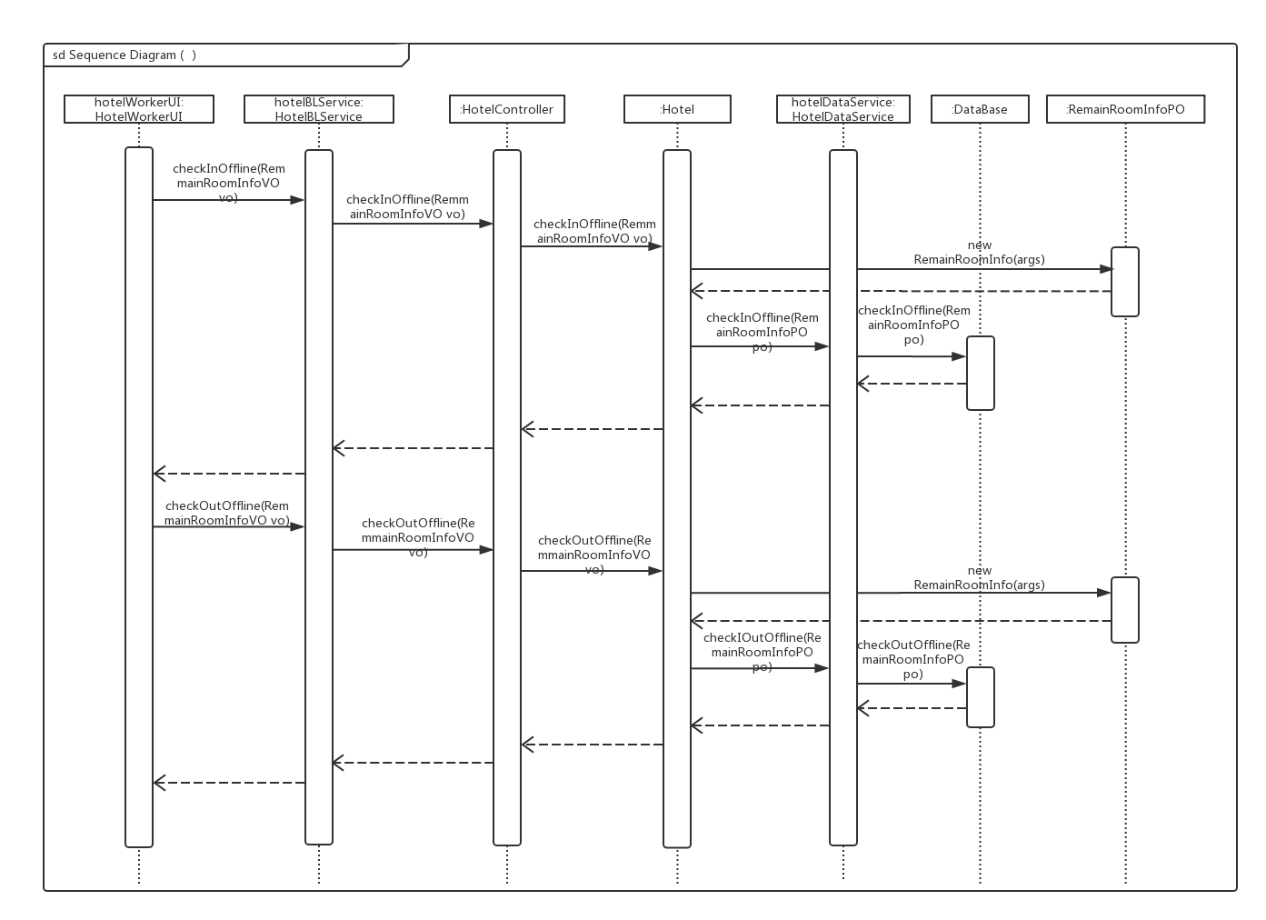 sd Sequence Diagram ( )
hotelWorkerUI:
HotelWorkerUI
hotelBLService:
HotelBLService
:HotelController
:Hotel
hotelDataService:
HotelDataService
:DataBase
:RemainRoomInfoPO
checkInOffline(Rem
mainRoomInfoVO
vo)
checkInOffline(Remm
ainRoomInfoVO vo)
checkInOffline(Remm
ainRoomInfoVO vo)
new
RemainRoomInfo(args)
checkInOffline(Rem
ainRoomInfoPO
po)
checkInOffline(Rem
ainRoomInfoPO
po)
checkOutOffline(Rem
mainRoomInfoVO vo)
checkOutOffline(Re
mmainRoomInfoVO
vo)
checkOutOffline(Re
mmainRoomInfoVO
vo)
new
RemainRoomInfo(args)
checkIOutOffline(Re
mainRoomInfoPO
po)
checkOutOffline(Re
mainRoomInfoPO
po)